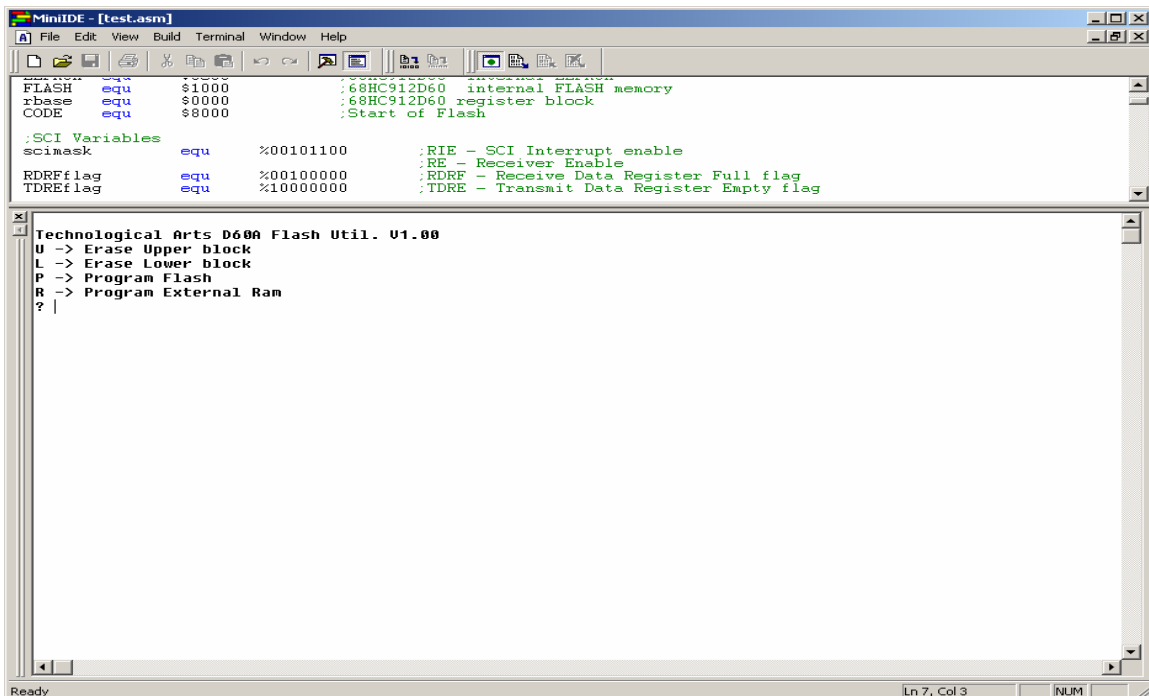 MiniIDE - [test.asm]
File Edit View Build Terminal Window Help
FLASH equ $1000 ;68HC912D60 internal FLASH memory
rbase equ $0000 ;68HC912D60 register block
CODE equ $8000 ;Start of Flash
;SCI Variables
scimask equ %00101100 ;RIE - SCI Interrupt enable
;RE - Receiver Enable
RDRFflag equ %00100000 ;RDRF - Receive Data Register Full flag
TDREflag equ %10000000 ;TDRE - Transmit Data Register Empty flag
Technological Arts D60A Flash Util. V1.00
U -> Erase Upper block
L -> Erase Lower block
P -> Program Flash
R -> Program External Ram
?
Ready Ln 7, Col 3 NUM